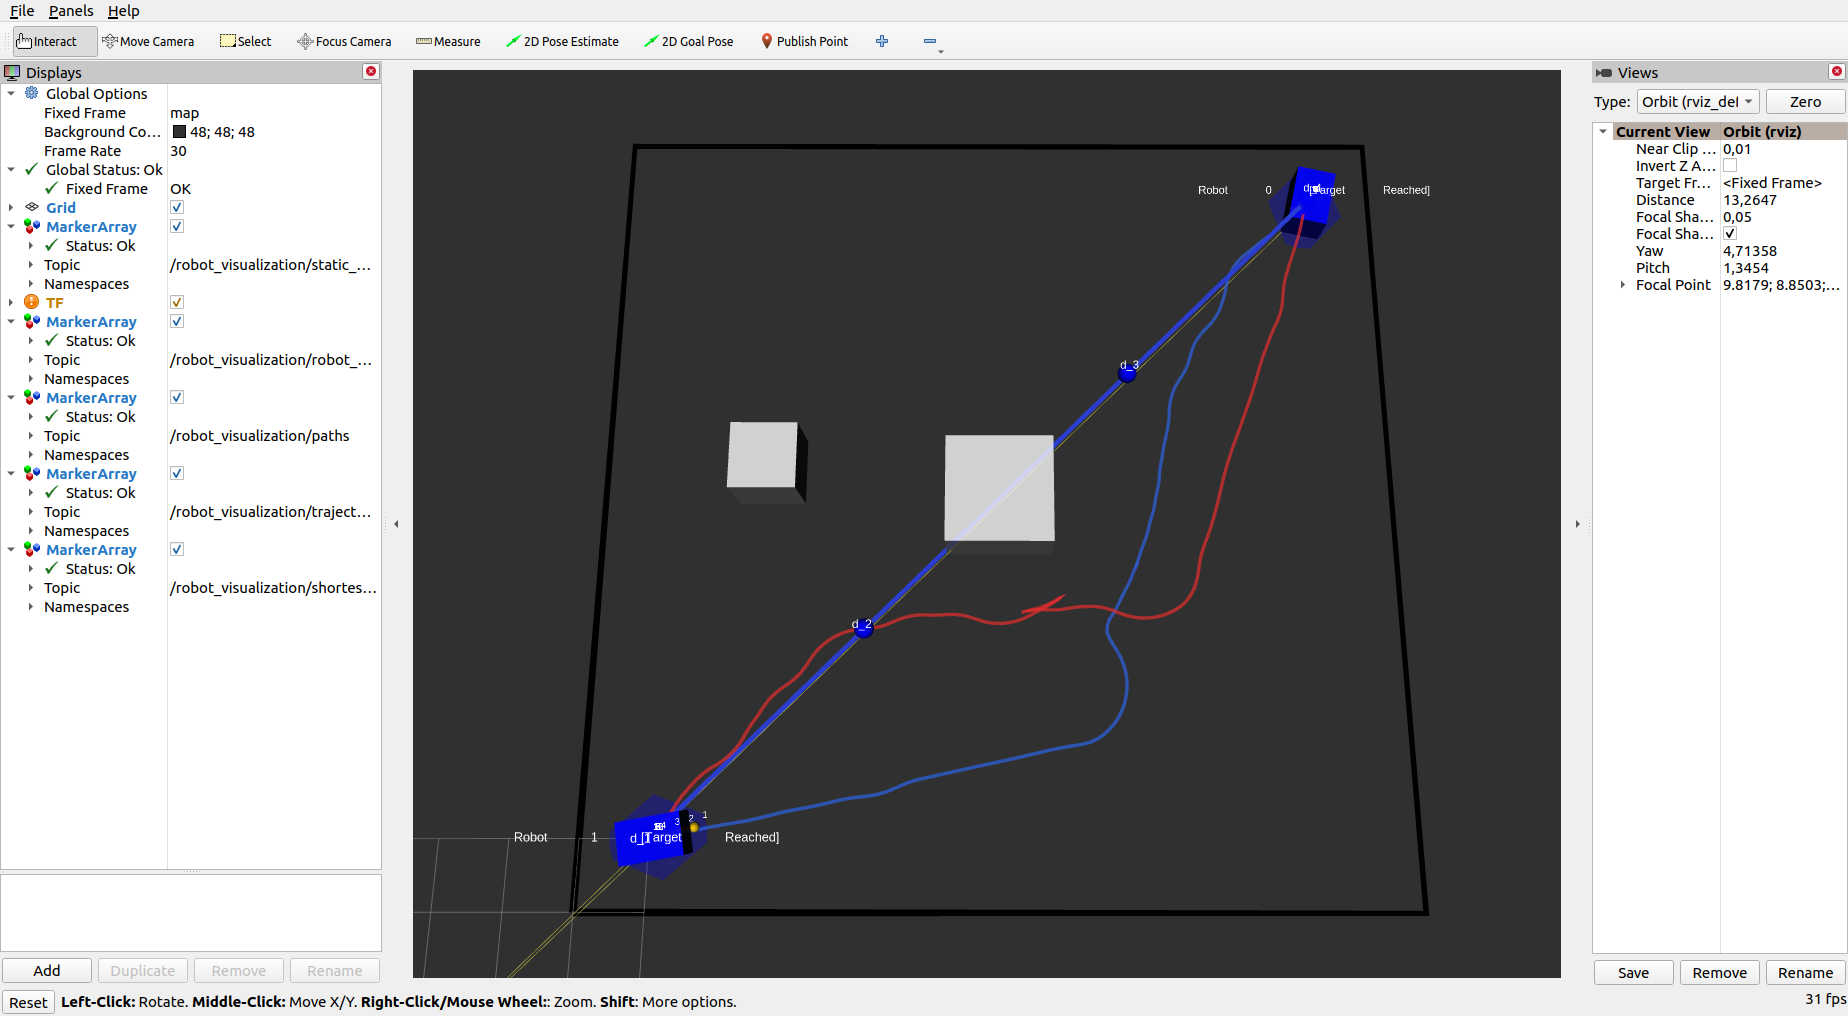 File Panels Help
Interact Move Camera Select Focus Camera Measure 2D Pose Estimate 2D Goal Pose Publish Point
Displays
Global Options
Fixed Frame map
Background Co... 48; 48; 48
Frame Rate 30
Global Status: Ok
Fixed Frame OK
Grid
MarkerArray
Status: Ok
Topic /robot_visualization/static_...
Namespaces
TF
MarkerArray
Status: Ok
Topic /robot_visualization/robot_...
Namespaces
MarkerArray
Status: Ok
Topic /robot_visualization/paths
Namespaces
MarkerArray
Status: Ok
Topic /robot_visualization/traject...
Namespaces
MarkerArray
Status: Ok
Topic /robot_visualization/shortes...
Namespaces
Add Duplicate Remove Rename
Robot 0 [Target Reached]
d_3
d_2
1
2
3
Robot 1 [Target Reached]
Views
Type: Orbit (rviz_de Zero
Current View Orbit (rviz)
Near Clip ... 0,01
Invert Z A...
Target Fr... <Fixed Frame>
Distance 13,2647
Focal Sha... 0,05
Focal Sha...
Yaw 4,71358
Pitch 1,3454
Focal Point 9.8179; 8.8503;...
Save Remove Rename
Reset Left-Click: Rotate. Middle-Click: Move X/Y. Right-Click/Mouse Wheel:: Zoom. Shift: More options. 31 fps